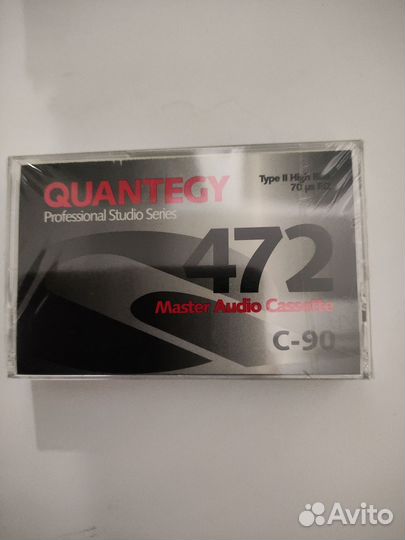 QUANTEGY
Professional Studio Series
Type II High Bias
70 µs EQ
472
Master Audio Cassette
C-90
Avito